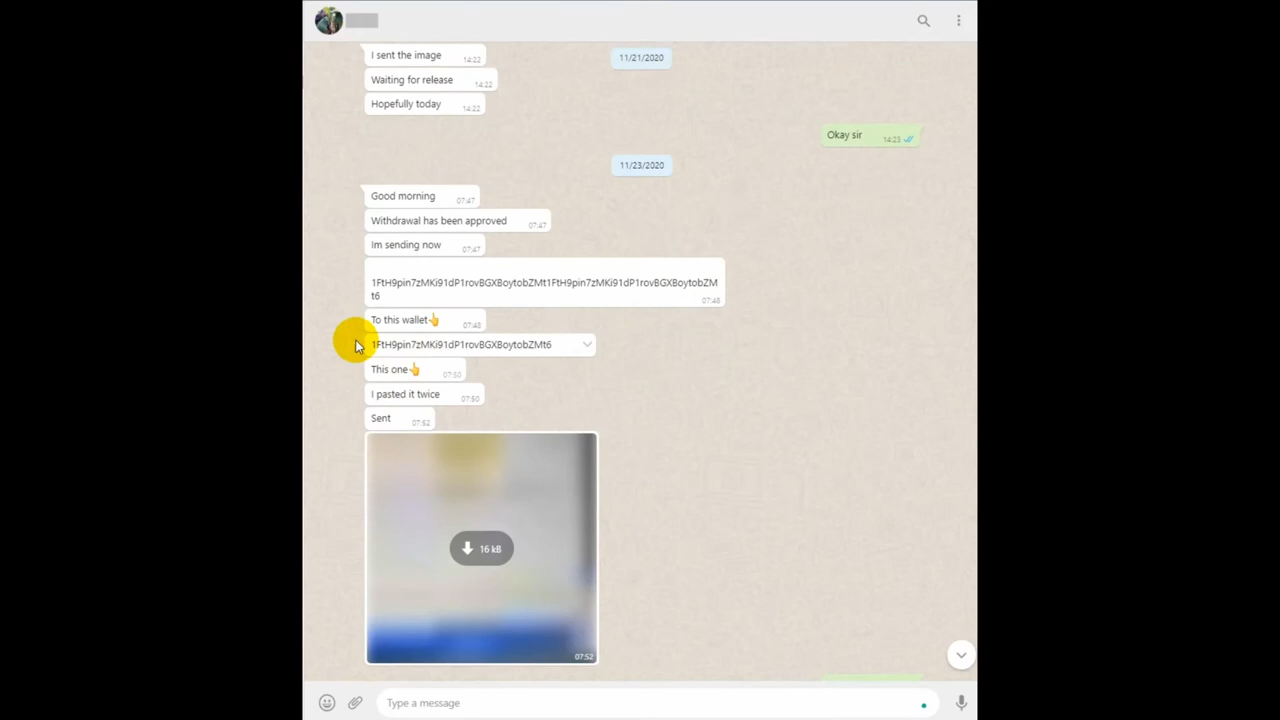 I sent the image
14:22
11/21/2020
Waiting for release
14:22
Hopefully today
14:22
Okay sir
14:23
11/23/2020
Good morning
07:47
Withdrawal has been approved
07:47
Im sending now
07:47
1FtH9pin7zMKi91dP1rovBGXBoytobZMt1FtH9pin7zMKi91dP1rovBGXBoytobZM
t6
07:48
To this wallet👆
07:48
1FtH9pin7zMKi91dP1rovBGXBoytobZMt6
This one👆
07:50
I pasted it twice
07:50
Sent
07:52
16 kB
07:52
Type a message